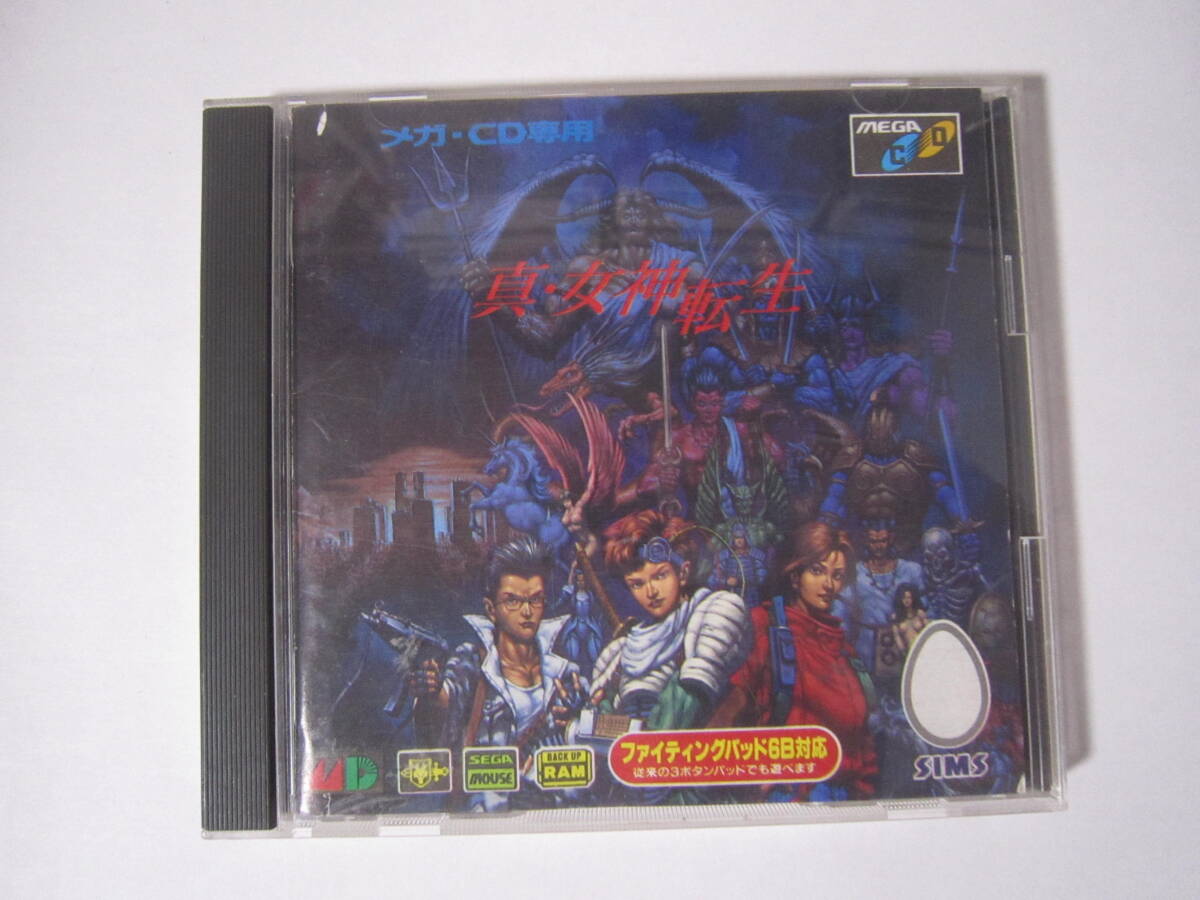 メガ-CD専用
MEGA
CD
真・女神転生
MD
SEGA
MOUSE
BACK UP
RAM
ファイティングパッド6B対応
従来の3ボタンパッドでも遊べます
SIMS